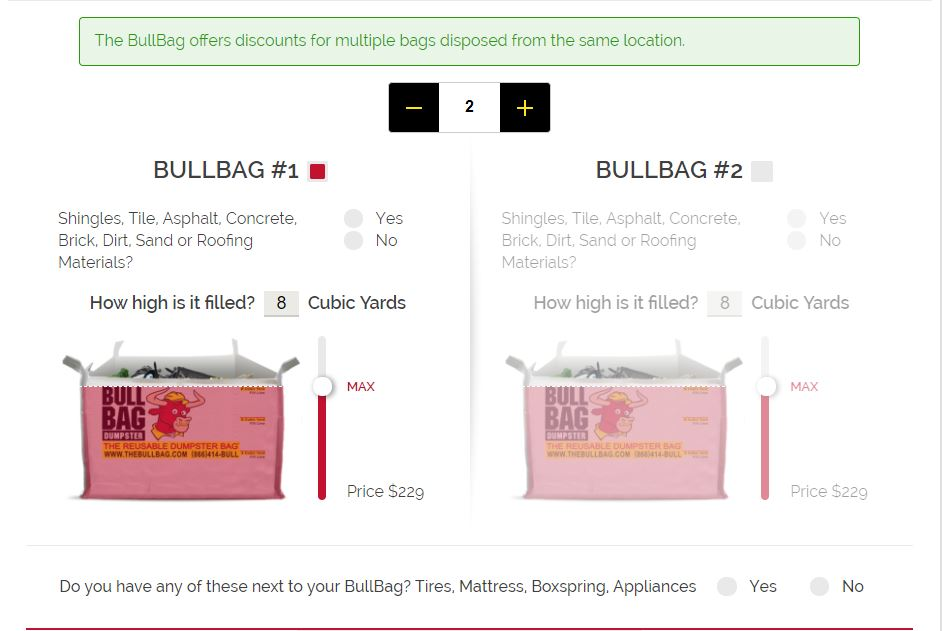 The BullBag offers discounts for multiple bags disposed from the same location.
− 2 +
BULLBAG #1
Shingles, Tile, Asphalt, Concrete,
Brick, Dirt, Sand or Roofing
Materials?
Yes
No
How high is it filled? 8 Cubic Yards
BULL
BAG
DUMPSTER
THE REUSABLE DUMPSTER BAG
WWW.THEBULLBAG.COM (866)414-BULL
MAX
Price $229
BULLBAG #2
Shingles, Tile, Asphalt, Concrete,
Brick, Dirt, Sand or Roofing
Materials?
Yes
No
How high is it filled? 8 Cubic Yards
BULL
BAG
DUMPSTER
THE REUSABLE DUMPSTER BAG
WWW.THEBULLBAG.COM (866)414-BULL
MAX
Price $229
Do you have any of these next to your BullBag? Tires, Mattress, Boxspring, Appliances Yes No